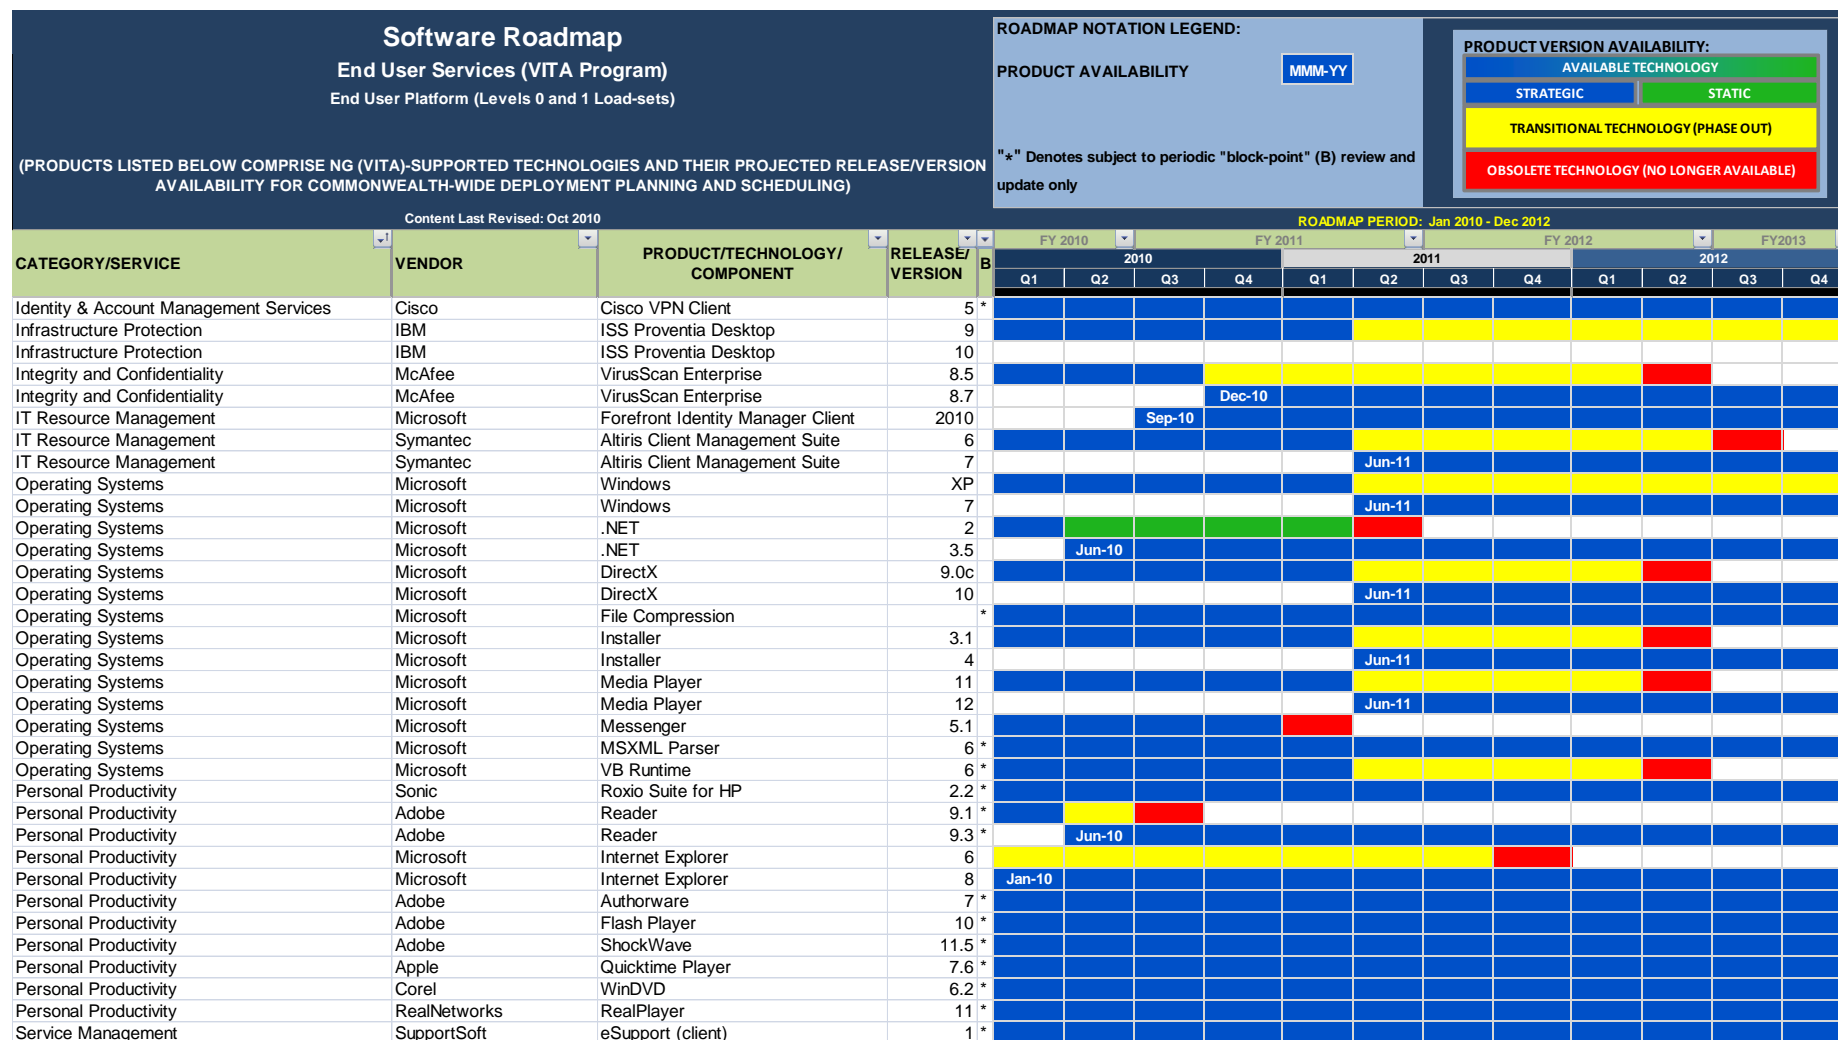 Software Roadmap
End User Services (VITA Program)
End User Platform (Levels 0 and 1 Load-sets)
(PRODUCTS LISTED BELOW COMPRISE NG (VITA)-SUPPORTED TECHNOLOGIES AND THEIR PROJECTED RELEASE/VERSION
AVAILABILITY FOR COMMONWEALTH-WIDE DEPLOYMENT PLANNING AND SCHEDULING)
Content Last Revised: Oct 2010
ROADMAP NOTATION LEGEND:
PRODUCT AVAILABILITY MMM-YY
"*" Denotes subject to periodic "block-point" (B) review and
update only
PRODUCT VERSION AVAILABILITY:
AVAILABLE TECHNOLOGY
STRATEGIC STATIC
TRANSITIONAL TECHNOLOGY (PHASE OUT)
OBSOLETE TECHNOLOGY (NO LONGER AVAILABLE)
ROADMAP PERIOD: Jan 2010 - Dec 2012
FY 2010 FY 2011 FY 2012 FY2013
CATEGORY/SERVICE VENDOR PRODUCT/TECHNOLOGY/ COMPONENT RELEASE/ VERSION B
2010 2011 2012
Q1 Q2 Q3 Q4 Q1 Q2 Q3 Q4 Q1 Q2 Q3 Q4
Identity & Account Management Services Cisco Cisco VPN Client 5 *
Infrastructure Protection IBM ISS Proventia Desktop 9
Infrastructure Protection IBM ISS Proventia Desktop 10
Integrity and Confidentiality McAfee VirusScan Enterprise 8.5
Integrity and Confidentiality McAfee VirusScan Enterprise 8.7 Dec-10
IT Resource Management Microsoft Forefront Identity Manager Client 2010 Sep-10
IT Resource Management Symantec Altiris Client Management Suite 6
IT Resource Management Symantec Altiris Client Management Suite 7 Jun-11
Operating Systems Microsoft Windows XP
Operating Systems Microsoft Windows 7 Jun-11
Operating Systems Microsoft .NET 2
Operating Systems Microsoft .NET 3.5 Jun-10
Operating Systems Microsoft DirectX 9.0c
Operating Systems Microsoft DirectX 10 Jun-11
Operating Systems Microsoft File Compression *
Operating Systems Microsoft Installer 3.1
Operating Systems Microsoft Installer 4 Jun-11
Operating Systems Microsoft Media Player 11
Operating Systems Microsoft Media Player 12 Jun-11
Operating Systems Microsoft Messenger 5.1
Operating Systems Microsoft MSXML Parser 6 *
Operating Systems Microsoft VB Runtime 6 *
Personal Productivity Sonic Roxio Suite for HP 2.2 *
Personal Productivity Adobe Reader 9.1 *
Personal Productivity Adobe Reader 9.3 * Jun-10
Personal Productivity Microsoft Internet Explorer 6
Personal Productivity Microsoft Internet Explorer 8 Jan-10
Personal Productivity Adobe Authorware 7 *
Personal Productivity Adobe Flash Player 10 *
Personal Productivity Adobe ShockWave 11.5 *
Personal Productivity Apple Quicktime Player 7.6 *
Personal Productivity Corel WinDVD 6.2 *
Personal Productivity RealNetworks RealPlayer 11 *
Service Management SupportSoft eSupport (client) 1 *